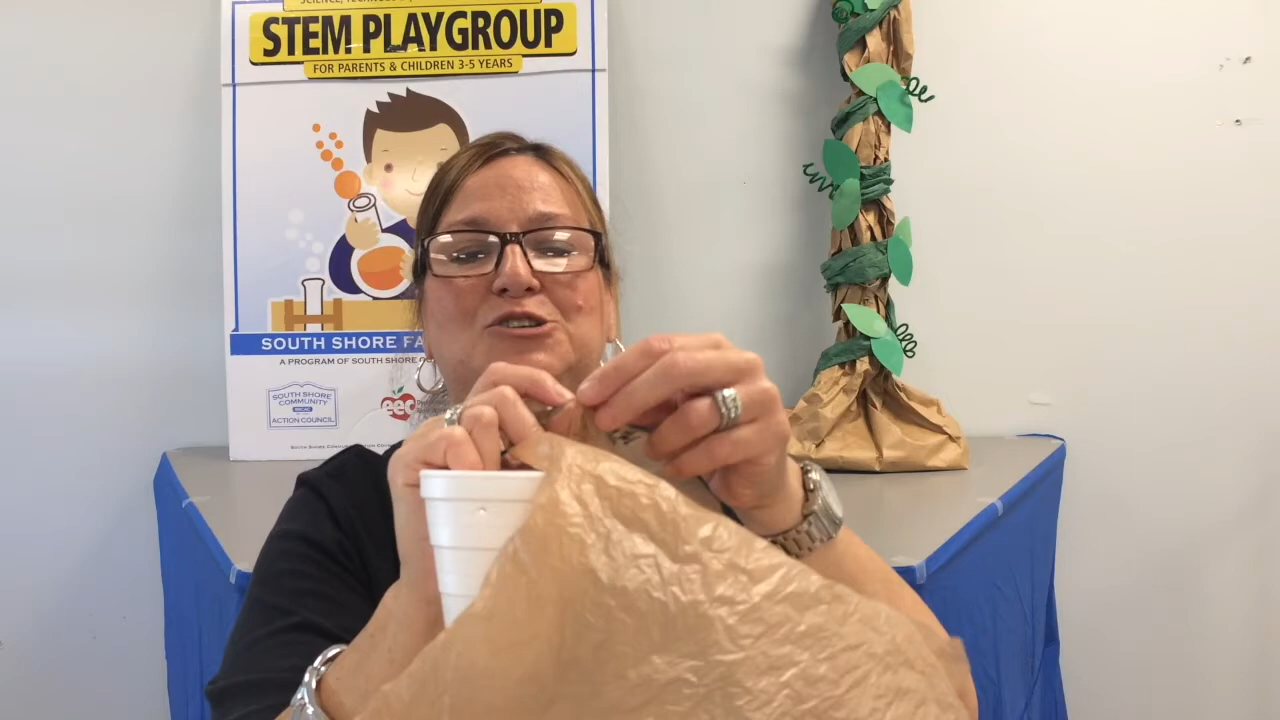 STEM PLAYGROUP
FOR PARENTS & CHILDREN 3-5 YEARS
SOUTH SHORE
A PROGRAM OF SOUTH SHORE
SOUTH SHORE
COMMUNITY
ACTION COUNCIL
eec